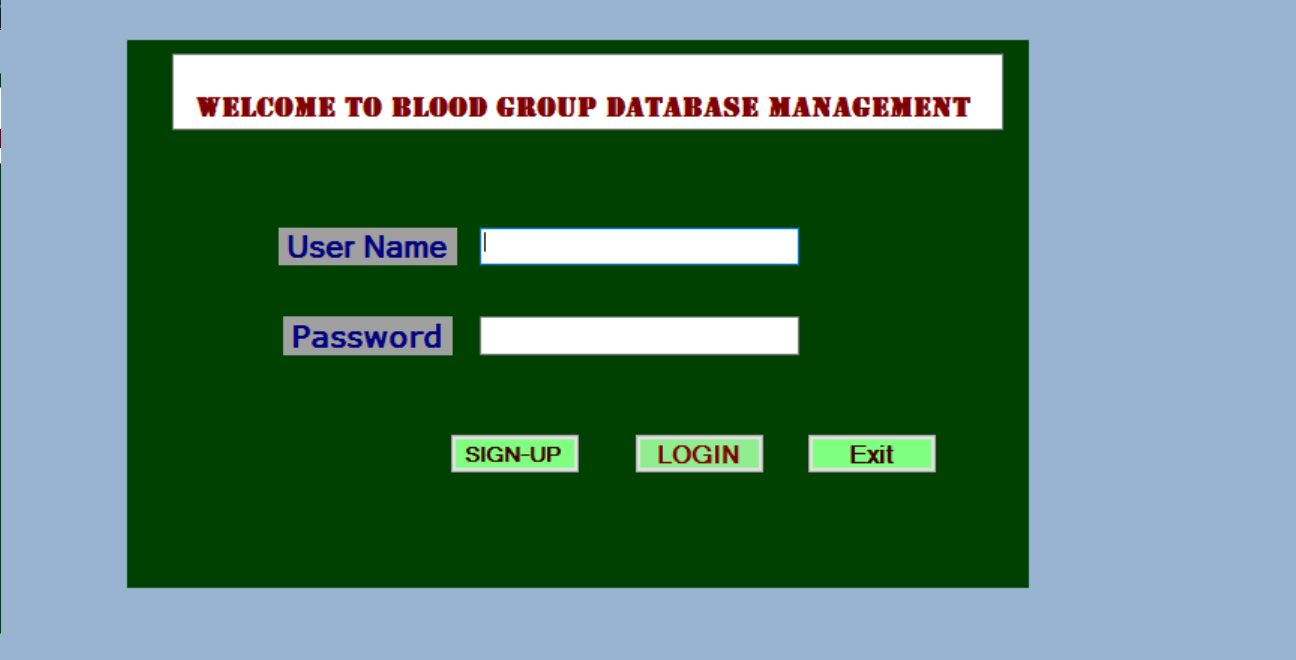 WELCOME TO BLOOD GROUP DATABASE MANAGEMENT
User Name
Password
SIGN-UP LOGIN Exit